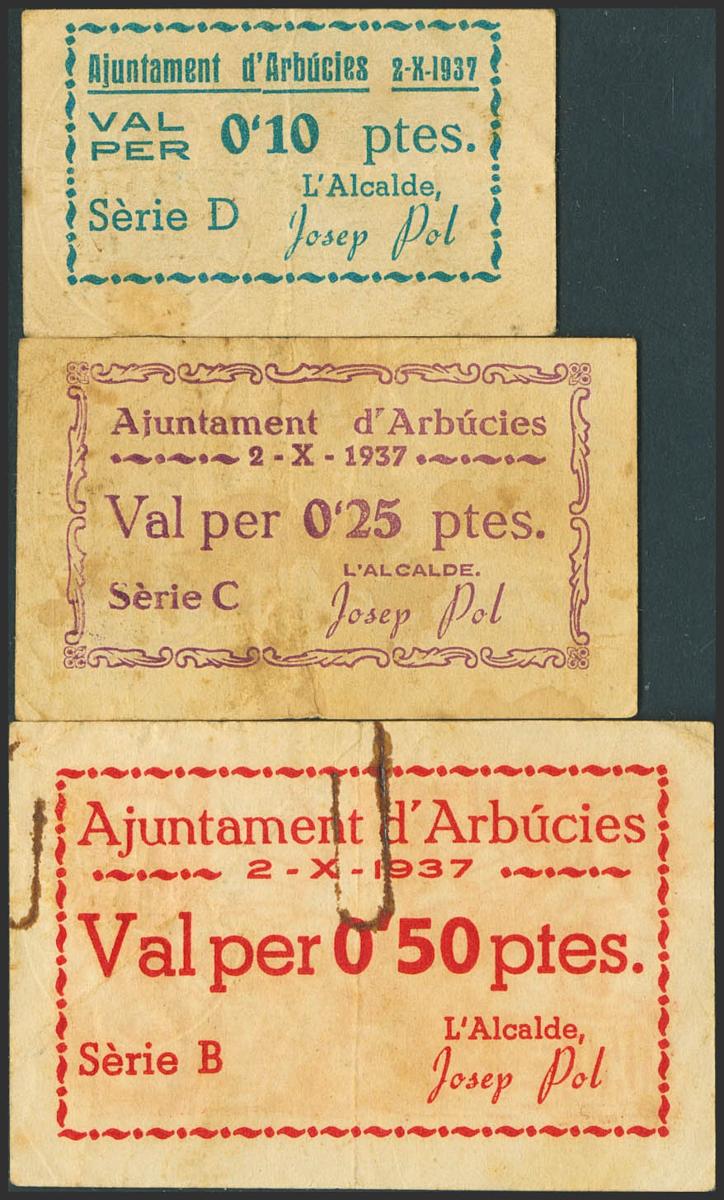 Ajuntament d'Arbúcies 2-X-1937
VAL PER 0'10 ptes.
L'Alcalde,
Sèrie D Josep Pol
Ajuntament d'Arbúcies
2 - X - 1937
Val per 0'25 ptes.
L'ALCALDE.
Sèrie C Josep Pol
Ajuntament d'Arbúcies
2 - X - 1937
Val per 0'50 ptes.
L'Alcalde,
Sèrie B Josep Pol